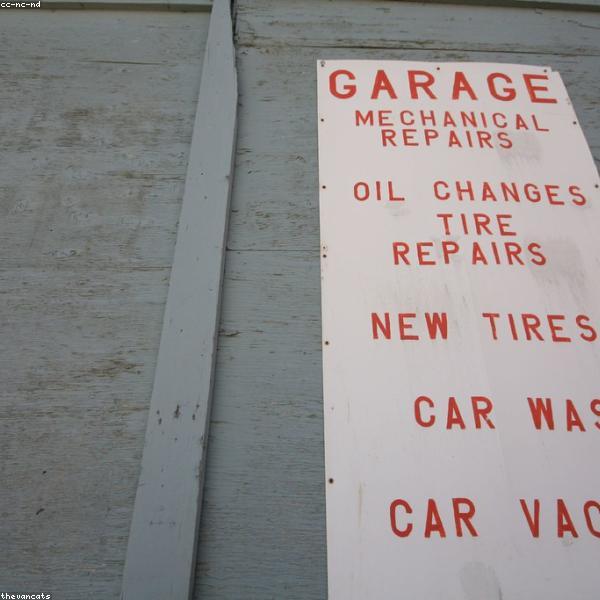 cc-nc-nd
GARAGE
MECHANICAL
REPAIRS
OIL CHANGES
TIRE
REPAIRS
NEW TIRES
CAR WAS
CAR VAC
thevancats